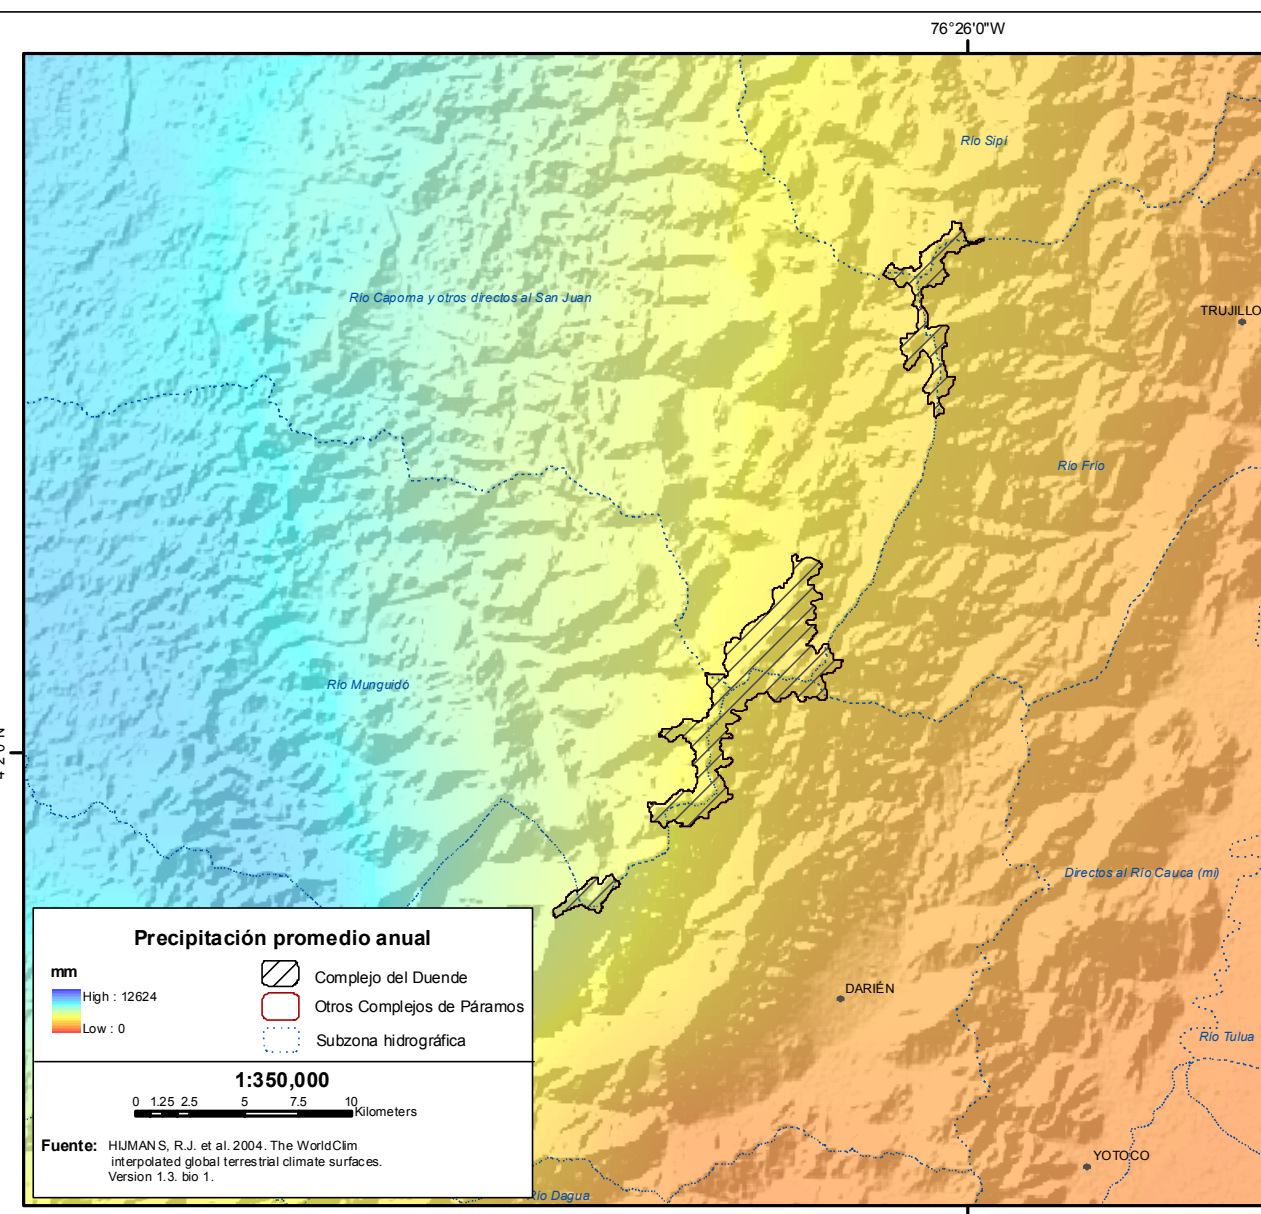 76°26'0"W
Río Sipí
Río Capoma y otros directos al San Juan
TRUJILLO
Río Frío
Río Munguidó
Directos al Río Cauca (mi)
DARIÉN
Río Tulua
YOTOCO
Río Dagua
Precipitación promedio anual
mm
High : 12624
Low : 0
Complejo del Duende
Otros Complejos de Páramos
Subzona hidrográfica
1:350,000
0 1.25 2.5 5 7.5 10
Kilometers
Fuente: HIJMANS, R.J. et al. 2004. The WorldClim
interpolated global terrestrial climate surfaces.
Version 1.3. bio 1.